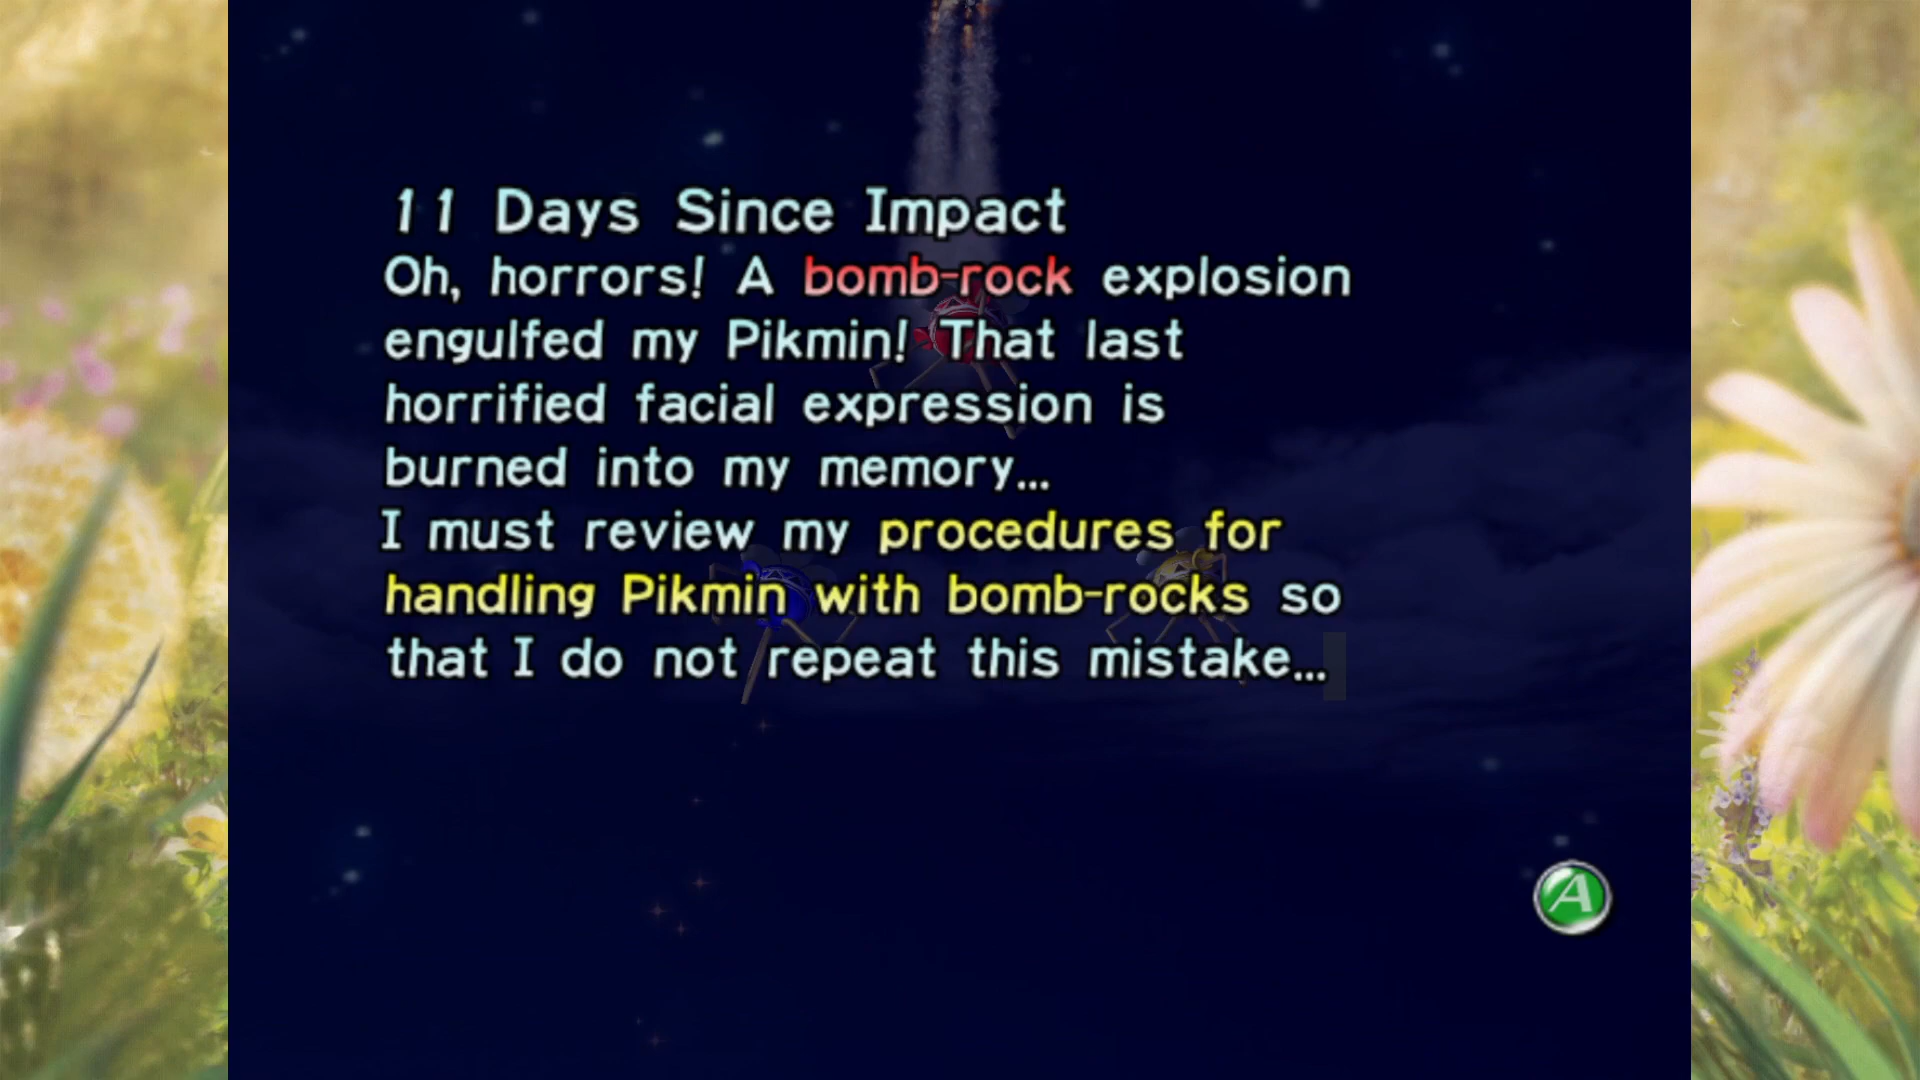 11 Days Since Impact
Oh, horrors! A bomb-rock explosion
engulfed my Pikmin! That last
horrified facial expression is
burned into my memory...
I must review my procedures for
handling Pikmin with bomb-rocks so
that I do not repeat this mistake...
A